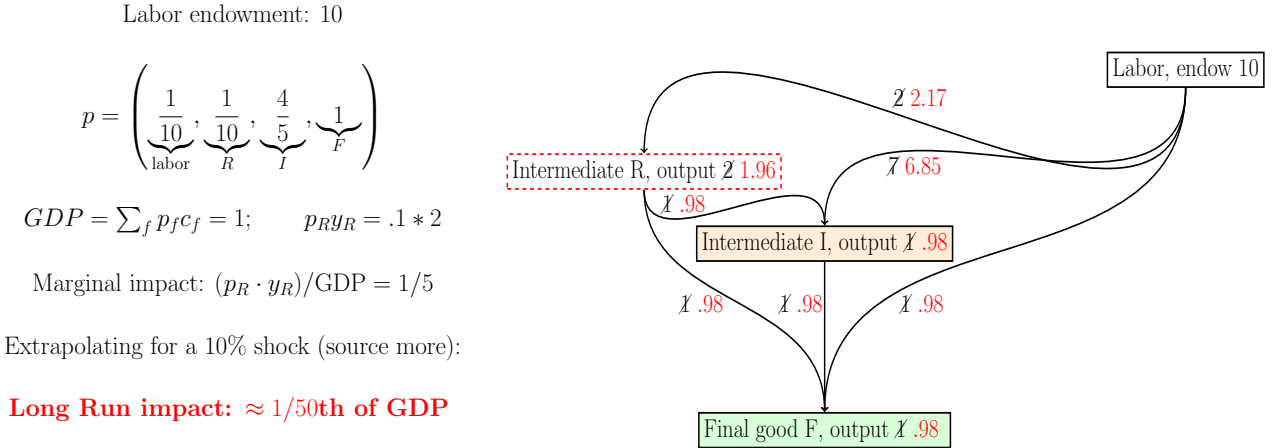 Labor endowment: 10
p = ( 1/10 labor , 1/10 R , 4/5 I , 1 F )
GDP = ∑_f p_f c_f = 1; p_R y_R = .1 * 2
Marginal impact: (p_R · y_R)/GDP = 1/5
Extrapolating for a 10% shock (source more):
Long Run impact: ≈ 1/50th of GDP
Labor, endow 10
2 2.17
7 6.85
Intermediate R, output 2 1.96
1 .98
Intermediate I, output 1 .98
1 .98
1 .98
1 .98
Final good F, output 1 .98